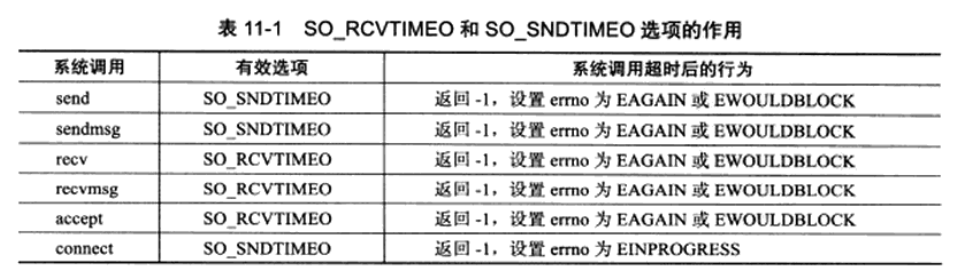 表 11-1 SO_RCVTIMEO 和 SO_SNDTIMEO 选项的作用
系统调用 有效选项 系统调用超时后的行为
send SO_SNDTIMEO 返回 -1，设置 errno 为 EAGAIN 或 EWOULDBLOCK
sendmsg SO_SNDTIMEO 返回 -1，设置 errno 为 EAGAIN 或 EWOULDBLOCK
recv SO_RCVTIMEO 返回 -1，设置 errno 为 EAGAIN 或 EWOULDBLOCK
recvmsg SO_RCVTIMEO 返回 -1，设置 errno 为 EAGAIN 或 EWOULDBLOCK
accept SO_RCVTIMEO 返回 -1，设置 errno 为 EAGAIN 或 EWOULDBLOCK
connect SO_SNDTIMEO 返回 -1，设置 errno 为 EINPROGRESS